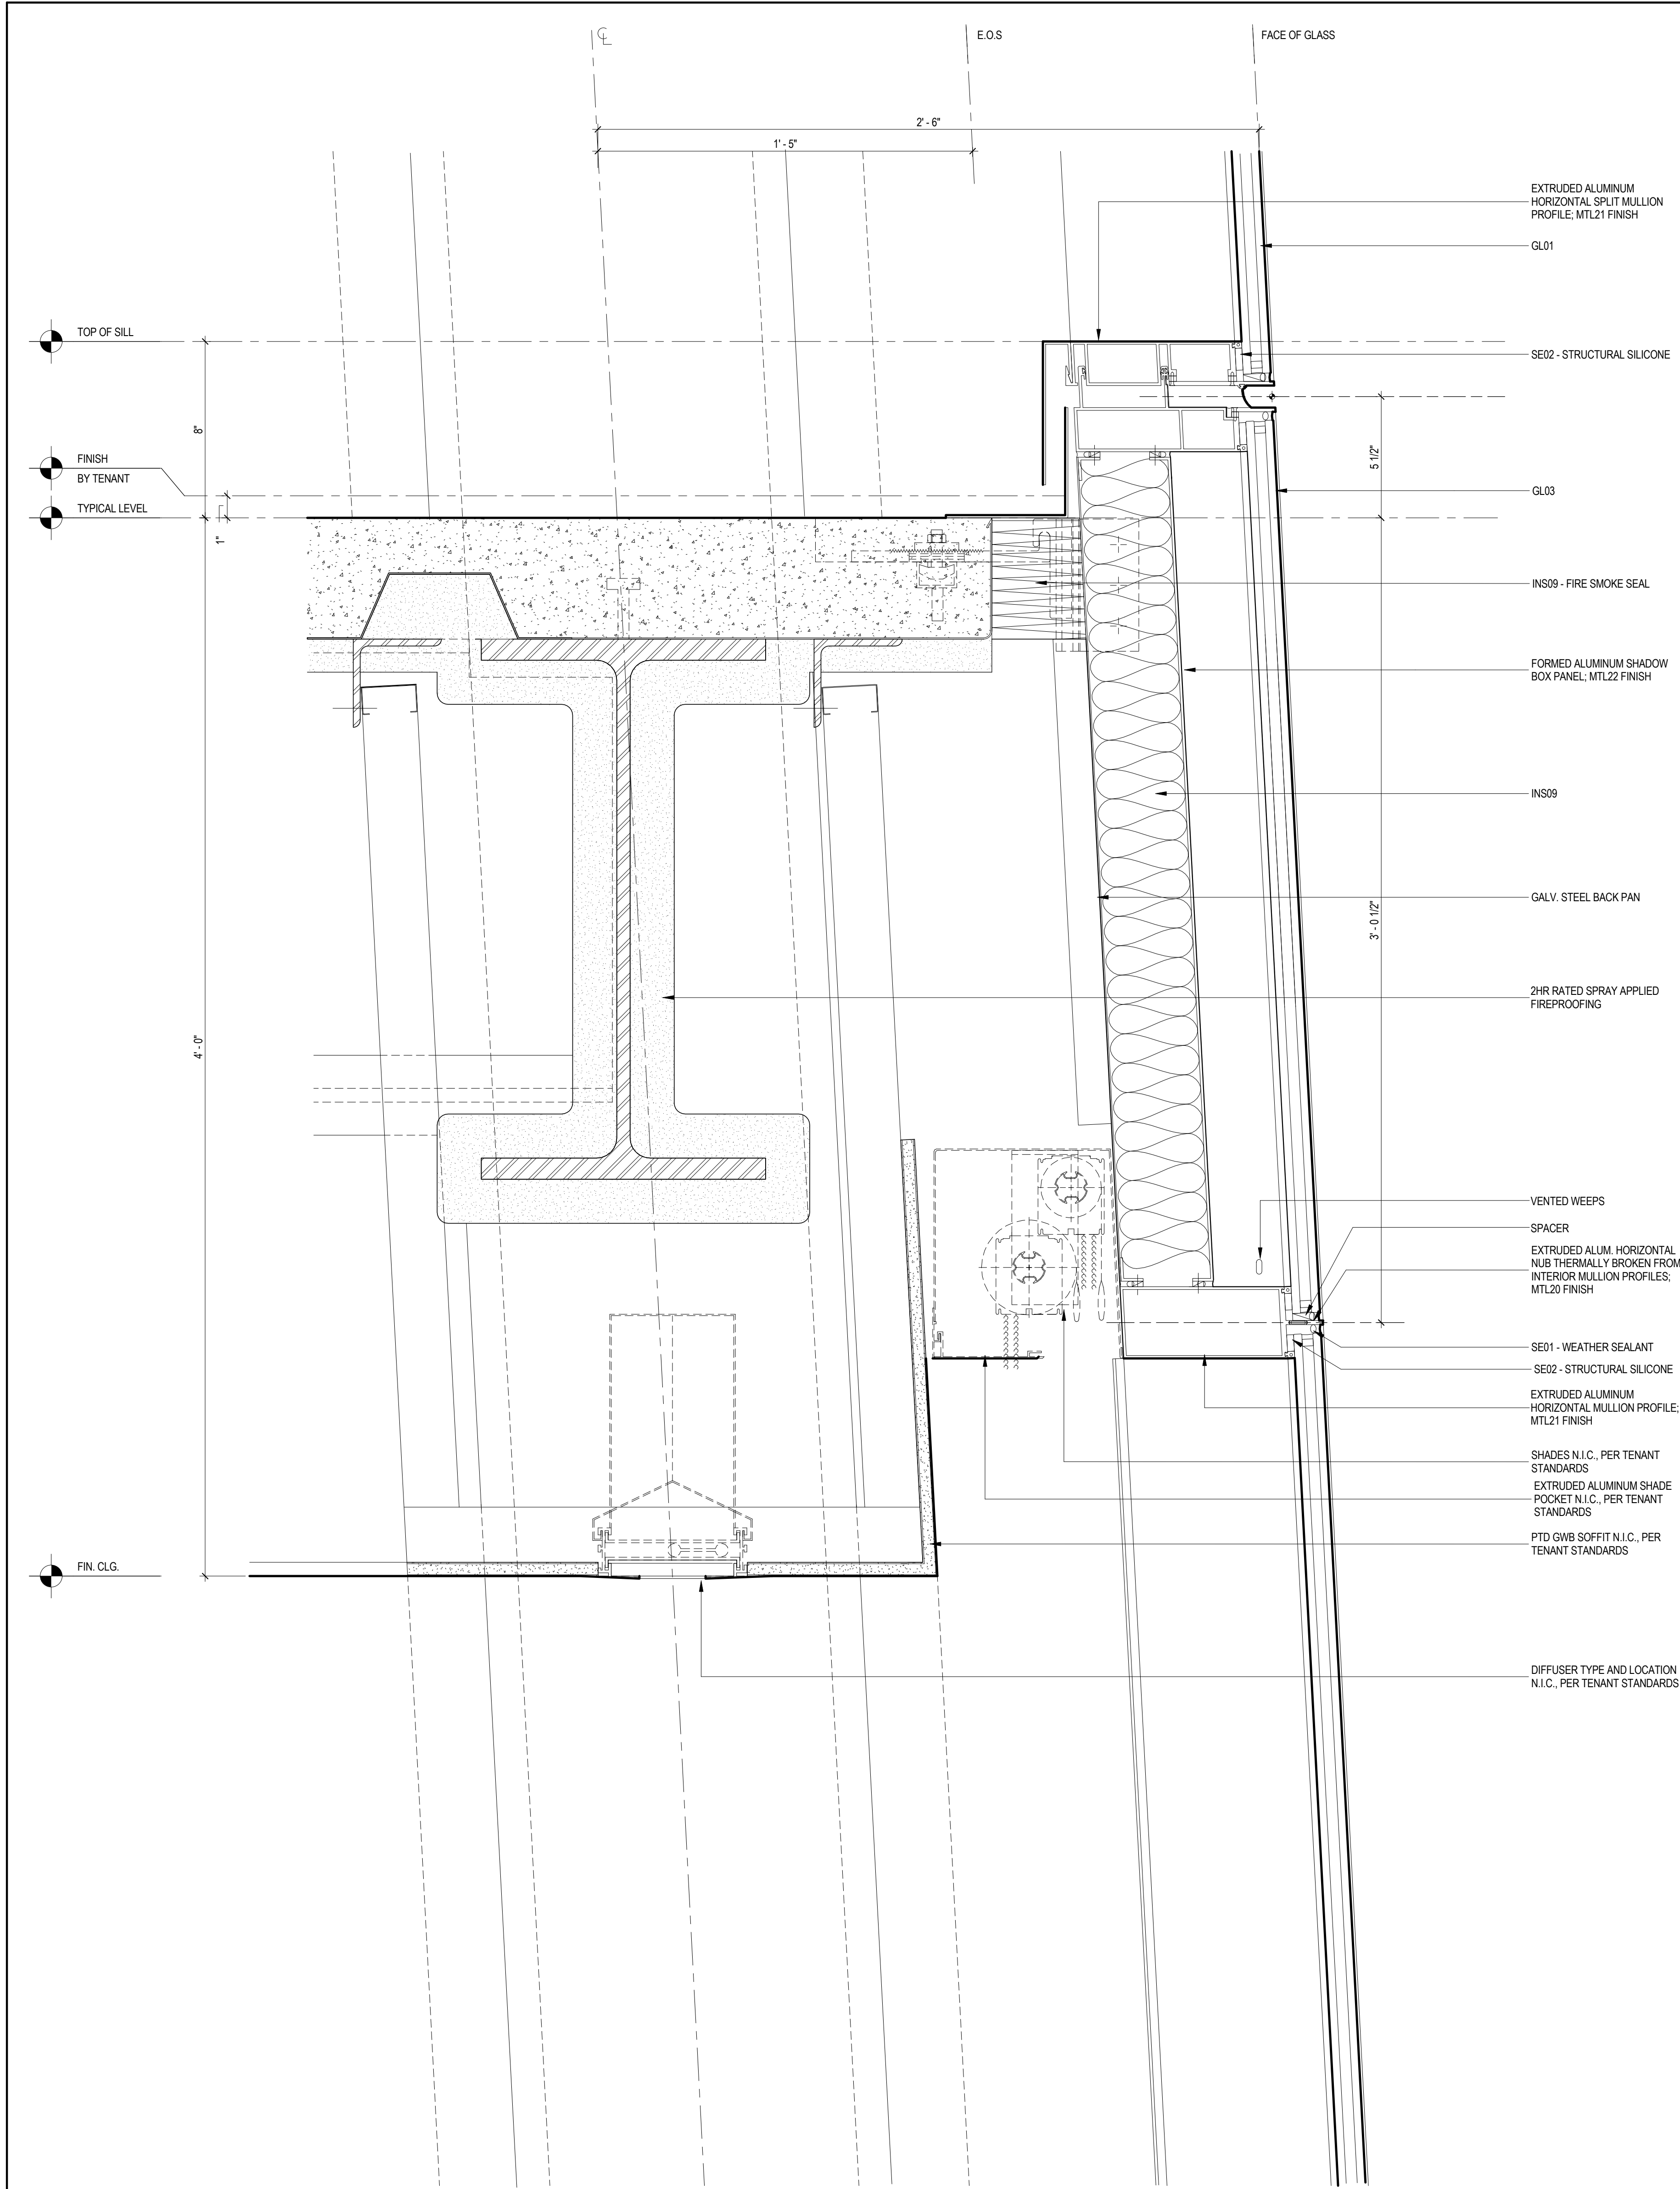 ℄
E.O.S
FACE OF GLASS
2' - 6"
1' - 5"
EXTRUDED ALUMINUM
HORIZONTAL SPLIT MULLION
PROFILE; MTL21 FINISH
GL01
TOP OF SILL
SE02 - STRUCTURAL SILICONE
8"
5 1/2"
FINISH
BY TENANT
GL03
TYPICAL LEVEL
1"
INS09 - FIRE SMOKE SEAL
FORMED ALUMINUM SHADOW
BOX PANEL; MTL22 FINISH
INS09
GALV. STEEL BACK PAN
3' - 0 1/2"
2HR RATED SPRAY APPLIED
FIREPROOFING
4' - 0"
VENTED WEEPS
SPACER
EXTRUDED ALUM. HORIZONTAL
NUB THERMALLY BROKEN FROM
INTERIOR MULLION PROFILES;
MTL20 FINISH
SE01 - WEATHER SEALANT
SE02 - STRUCTURAL SILICONE
EXTRUDED ALUMINUM
HORIZONTAL MULLION PROFILE;
MTL21 FINISH
SHADES N.I.C., PER TENANT
STANDARDS
EXTRUDED ALUMINUM SHADE
POCKET N.I.C., PER TENANT
STANDARDS
PTD GWB SOFFIT N.I.C., PER
TENANT STANDARDS
FIN. CLG.
DIFFUSER TYPE AND LOCATION
N.I.C., PER TENANT STANDARDS